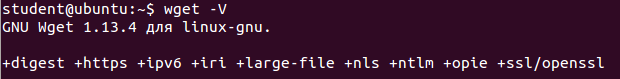 student@ubuntu:~$ wget -V
GNU Wget 1.13.4 для linux-gnu.
+digest +https +ipv6 +iri +large-file +nls +ntlm +opie +ssl/openssl